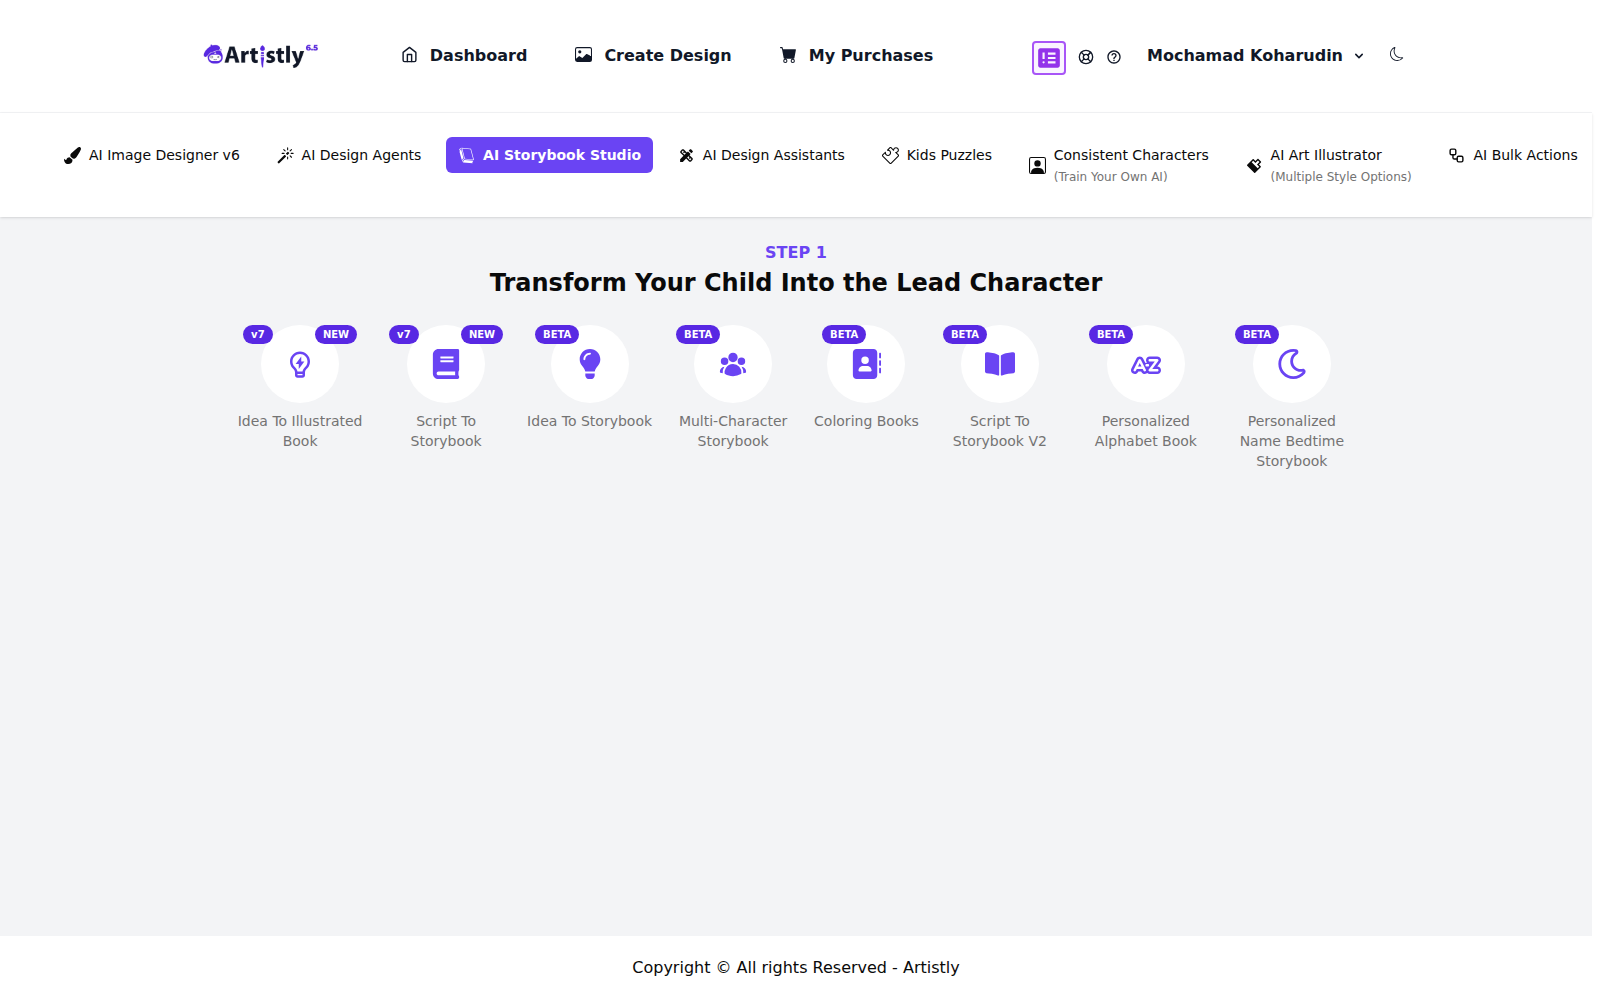 Artistly 6.5
Dashboard
Create Design
My Purchases
Mochamad Koharudin
AI Image Designer v6
AI Design Agents
AI Storybook Studio
AI Design Assistants
Kids Puzzles
Consistent Characters
(Train Your Own AI)
AI Art Illustrator
(Multiple Style Options)
AI Bulk Actions
STEP 1
Transform Your Child Into the Lead Character
v7
NEW
Idea To Illustrated
Book
v7
NEW
Script To
Storybook
BETA
Idea To Storybook
BETA
Multi-Character
Storybook
BETA
Coloring Books
BETA
Script To
Storybook V2
BETA
AZ
Personalized
Alphabet Book
BETA
Personalized
Name Bedtime
Storybook
Copyright © All rights Reserved - Artistly